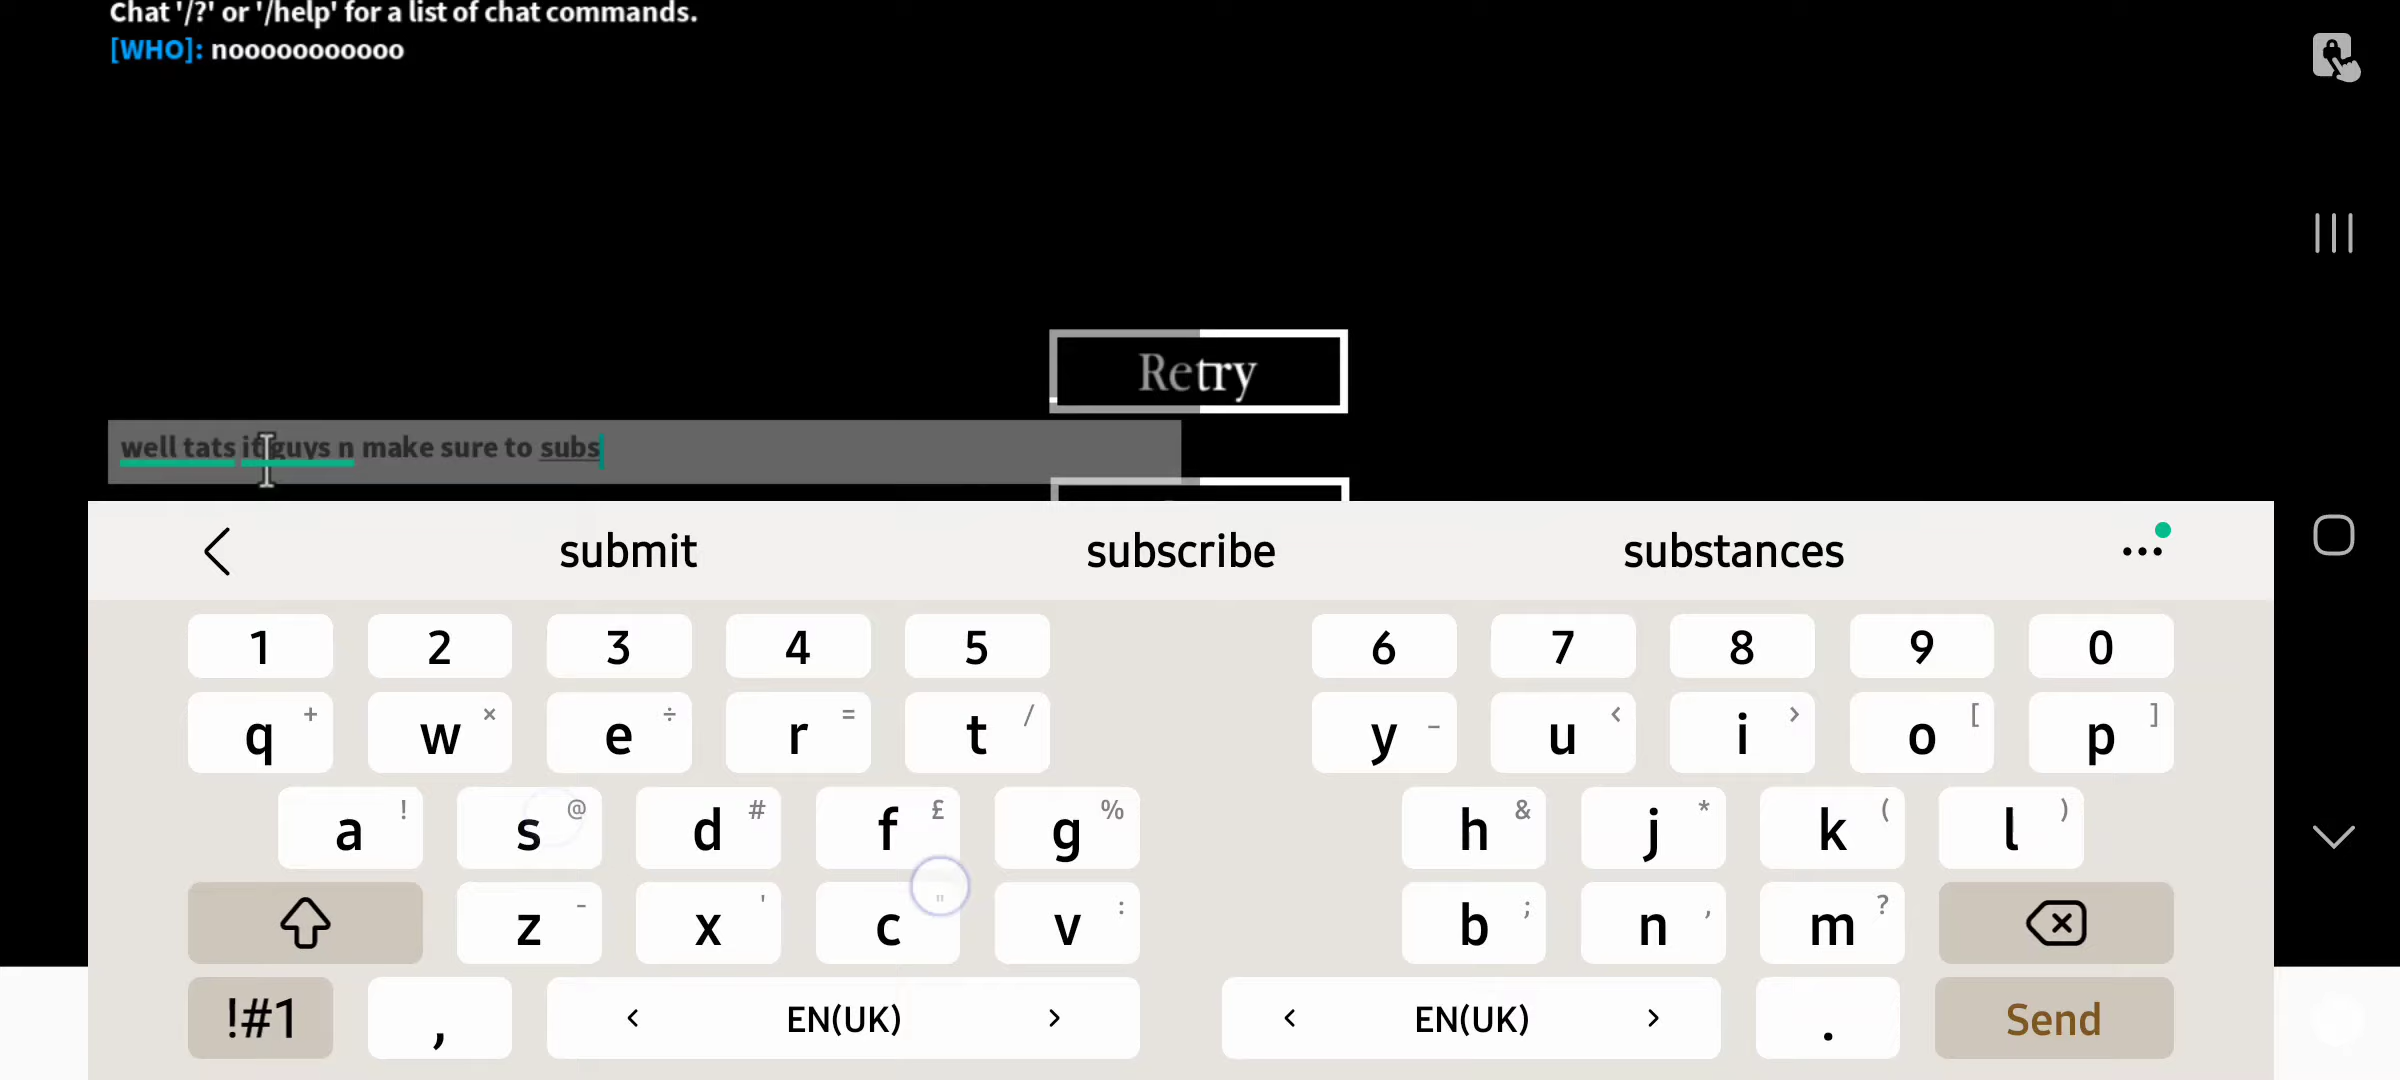 Chat '/?' or '/help' for a list of chat commands.
[WHO]: nooooooooooo
Retry
well tats it guys n make sure to subs
submit subscribe substances ...
1 2 3 4 5 6 7 8 9 0
q + w × e ÷ r = t / y _ u < i > o [ p ]
a ! s @ d # f £ g % h & j * k ( l )
z - x ' c " v : b ; n , m ?
!#1 , < EN(UK) > < EN(UK) > . Send